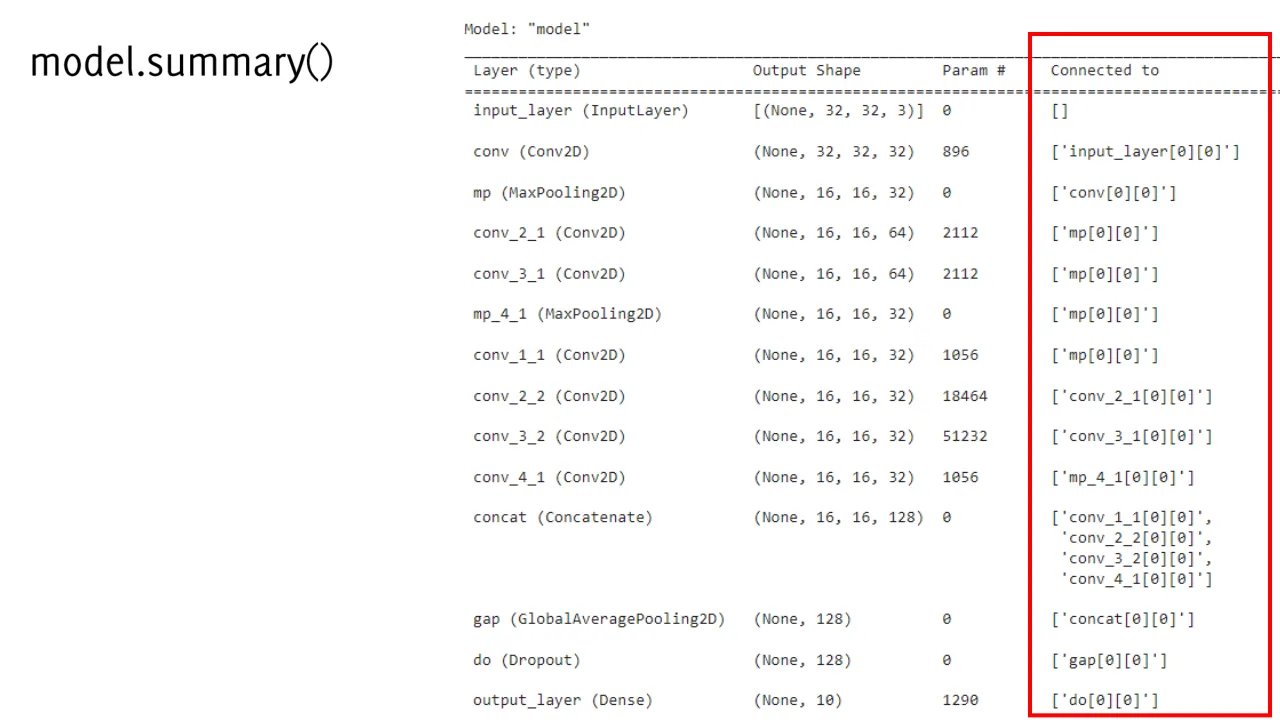 model.summary()
Model: "model"
Layer (type) Output Shape Param # Connected to
input_layer (InputLayer) [(None, 32, 32, 3)] 0 []
conv (Conv2D) (None, 32, 32, 32) 896 ['input_layer[0][0]']
mp (MaxPooling2D) (None, 16, 16, 32) 0 ['conv[0][0]']
conv_2_1 (Conv2D) (None, 16, 16, 64) 2112 ['mp[0][0]']
conv_3_1 (Conv2D) (None, 16, 16, 64) 2112 ['mp[0][0]']
mp_4_1 (MaxPooling2D) (None, 16, 16, 32) 0 ['mp[0][0]']
conv_1_1 (Conv2D) (None, 16, 16, 32) 1056 ['mp[0][0]']
conv_2_2 (Conv2D) (None, 16, 16, 32) 18464 ['conv_2_1[0][0]']
conv_3_2 (Conv2D) (None, 16, 16, 32) 51232 ['conv_3_1[0][0]']
conv_4_1 (Conv2D) (None, 16, 16, 32) 1056 ['mp_4_1[0][0]']
concat (Concatenate) (None, 16, 16, 128) 0 ['conv_1_1[0][0]',
'conv_2_2[0][0]',
'conv_3_2[0][0]',
'conv_4_1[0][0]']
gap (GlobalAveragePooling2D) (None, 128) 0 ['concat[0][0]']
do (Dropout) (None, 128) 0 ['gap[0][0]']
output_layer (Dense) (None, 10) 1290 ['do[0][0]']